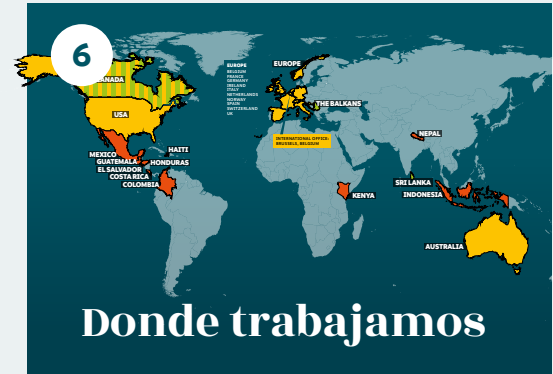 6
CANADA
USA
MEXICO
GUATEMALA
EL SALVADOR
COSTA RICA
COLOMBIA
HAITI
HONDURAS
EUROPE
BELGIUM
FRANCE
GERMANY
IRELAND
ITALY
NETHERLANDS
NORWAY
SPAIN
SWITZERLAND
UK
EUROPE
THE BALKANS
INTERNATIONAL OFFICE:
BRUSSELS, BELGIUM
NEPAL
SRI LANKA
INDONESIA
KENYA
AUSTRALIA
Donde trabajamos